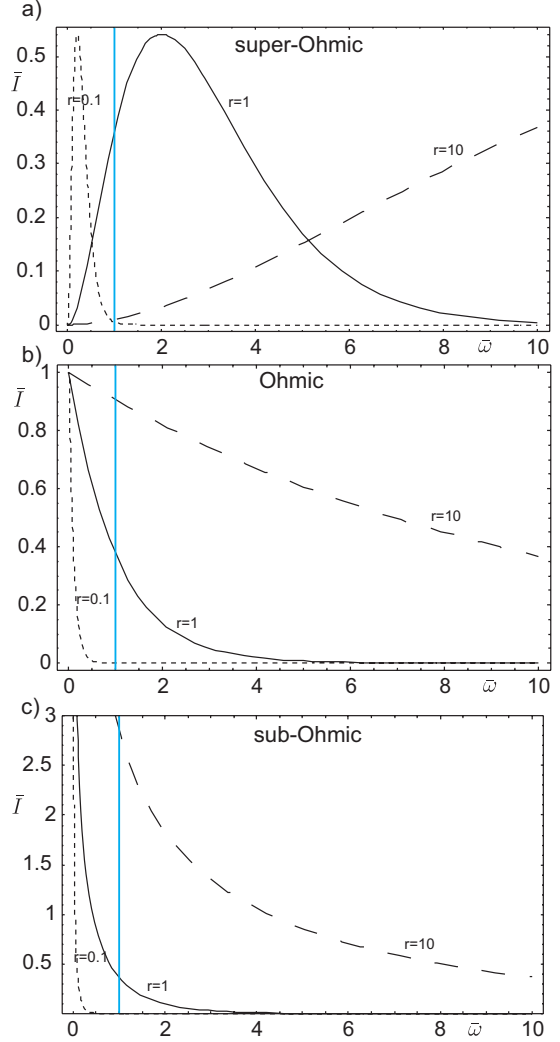 a)
super-Ohmic
0.5
Ī
r=0.1
r=1
0.4
r=10
0.3
0.2
0.1
0
0 2 4 6 8 ω̄ 10
b)
1
Ohmic
Ī
0.8
0.6
r=10
0.4
r=0.1
r=1
0.2
0
0 2 4 6 8 ω̄ 10
c)
3
sub-Ohmic
2.5
Ī
2
1.5
1
r=10
0.5
r=0.1
r=1
0 2 4 6 8 ω̄ 10